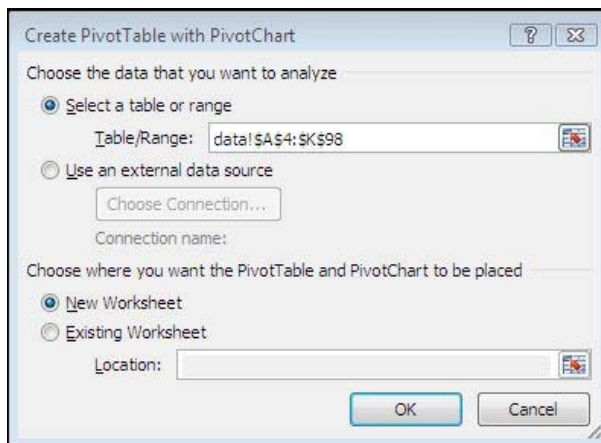 Create PivotTable with PivotChart
Choose the data that you want to analyze
Select a table or range
Table/Range: data!$A$4:$K$98
Use an external data source
Choose Connection...
Connection name:
Choose where you want the PivotTable and PivotChart to be placed
New Worksheet
Existing Worksheet
Location:
OK Cancel